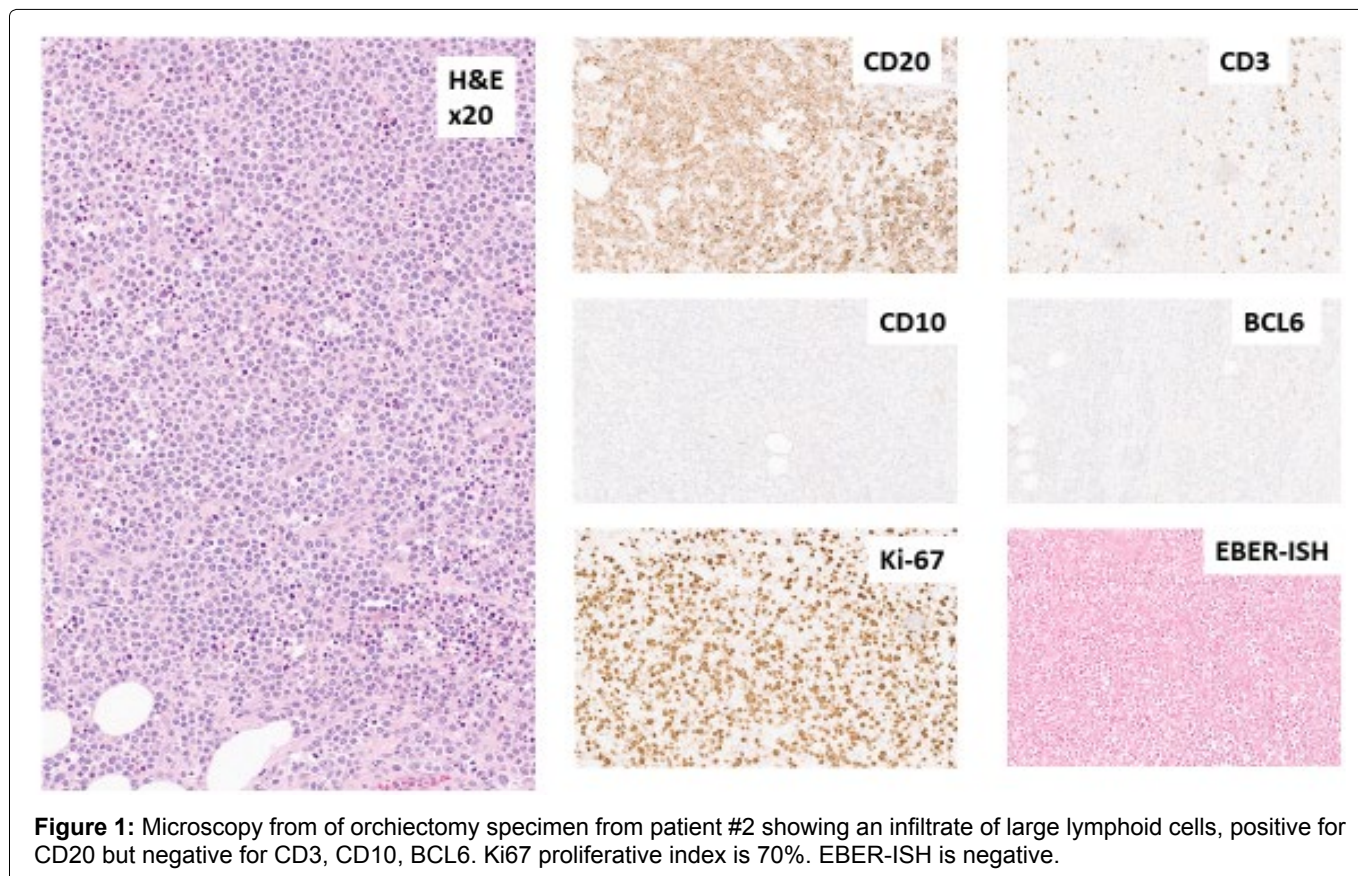 H&E
x20
CD20
CD3
CD10
BCL6
Ki-67
EBER-ISH
Figure 1: Microscopy from of orchiectomy specimen from patient #2 showing an infiltrate of large lymphoid cells, positive for
CD20 but negative for CD3, CD10, BCL6. Ki67 proliferative index is 70%. EBER-ISH is negative.